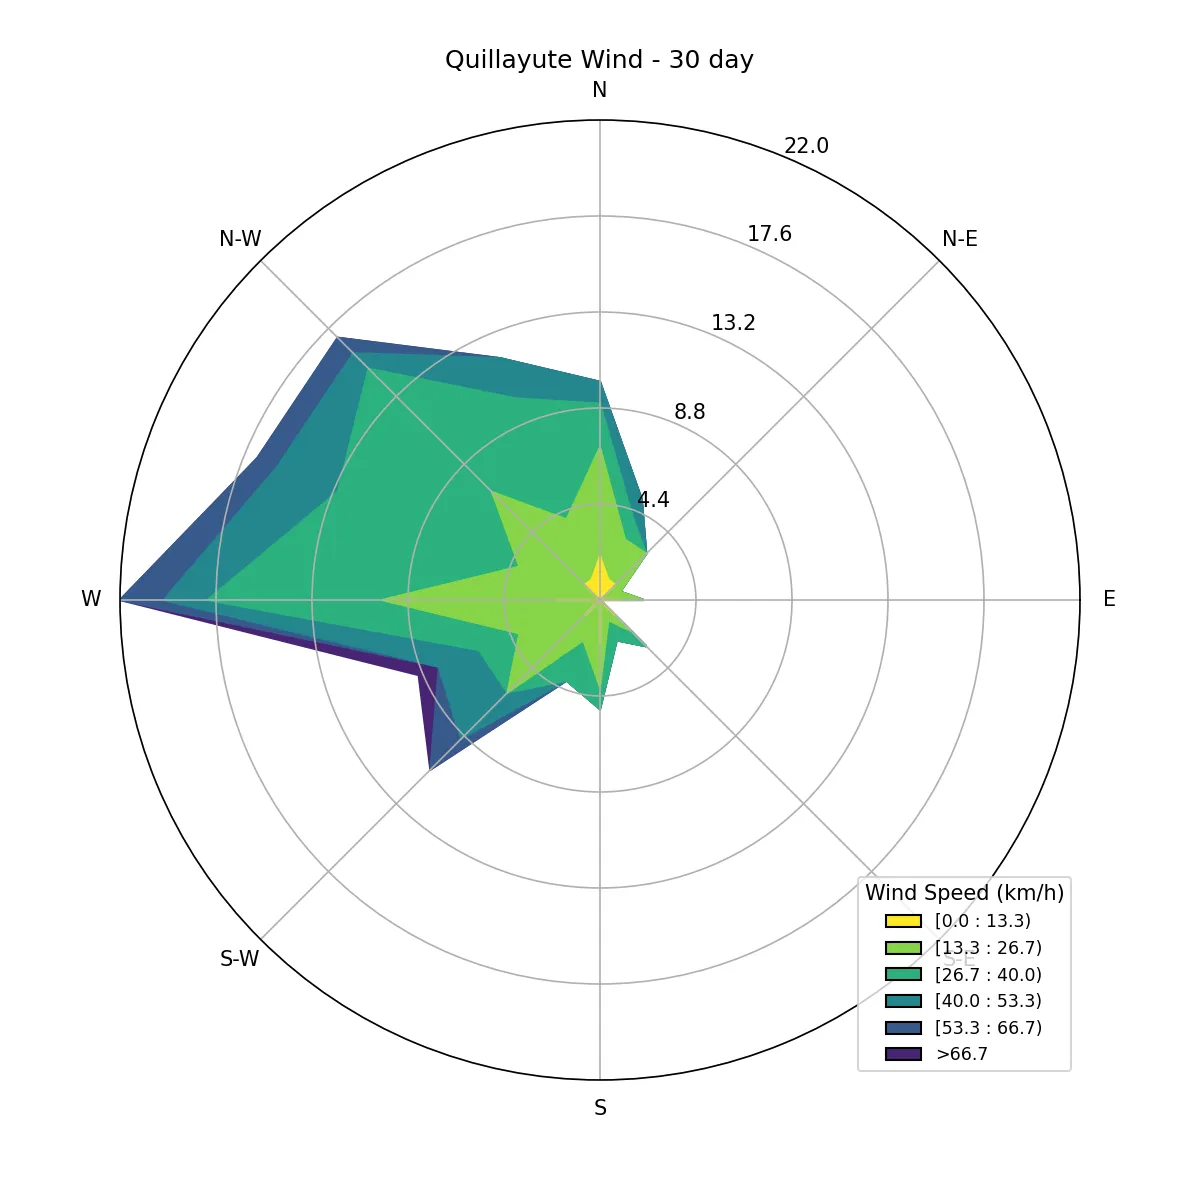 Quillayute Wind - 30 day
N
22.0
N-W
17.6
N-E
13.2
8.8
4.4
W
E
S-W
S-E
S
Wind Speed (km/h)
[0.0 : 13.3)
[13.3 : 26.7)
[26.7 : 40.0)
[40.0 : 53.3)
[53.3 : 66.7)
>66.7